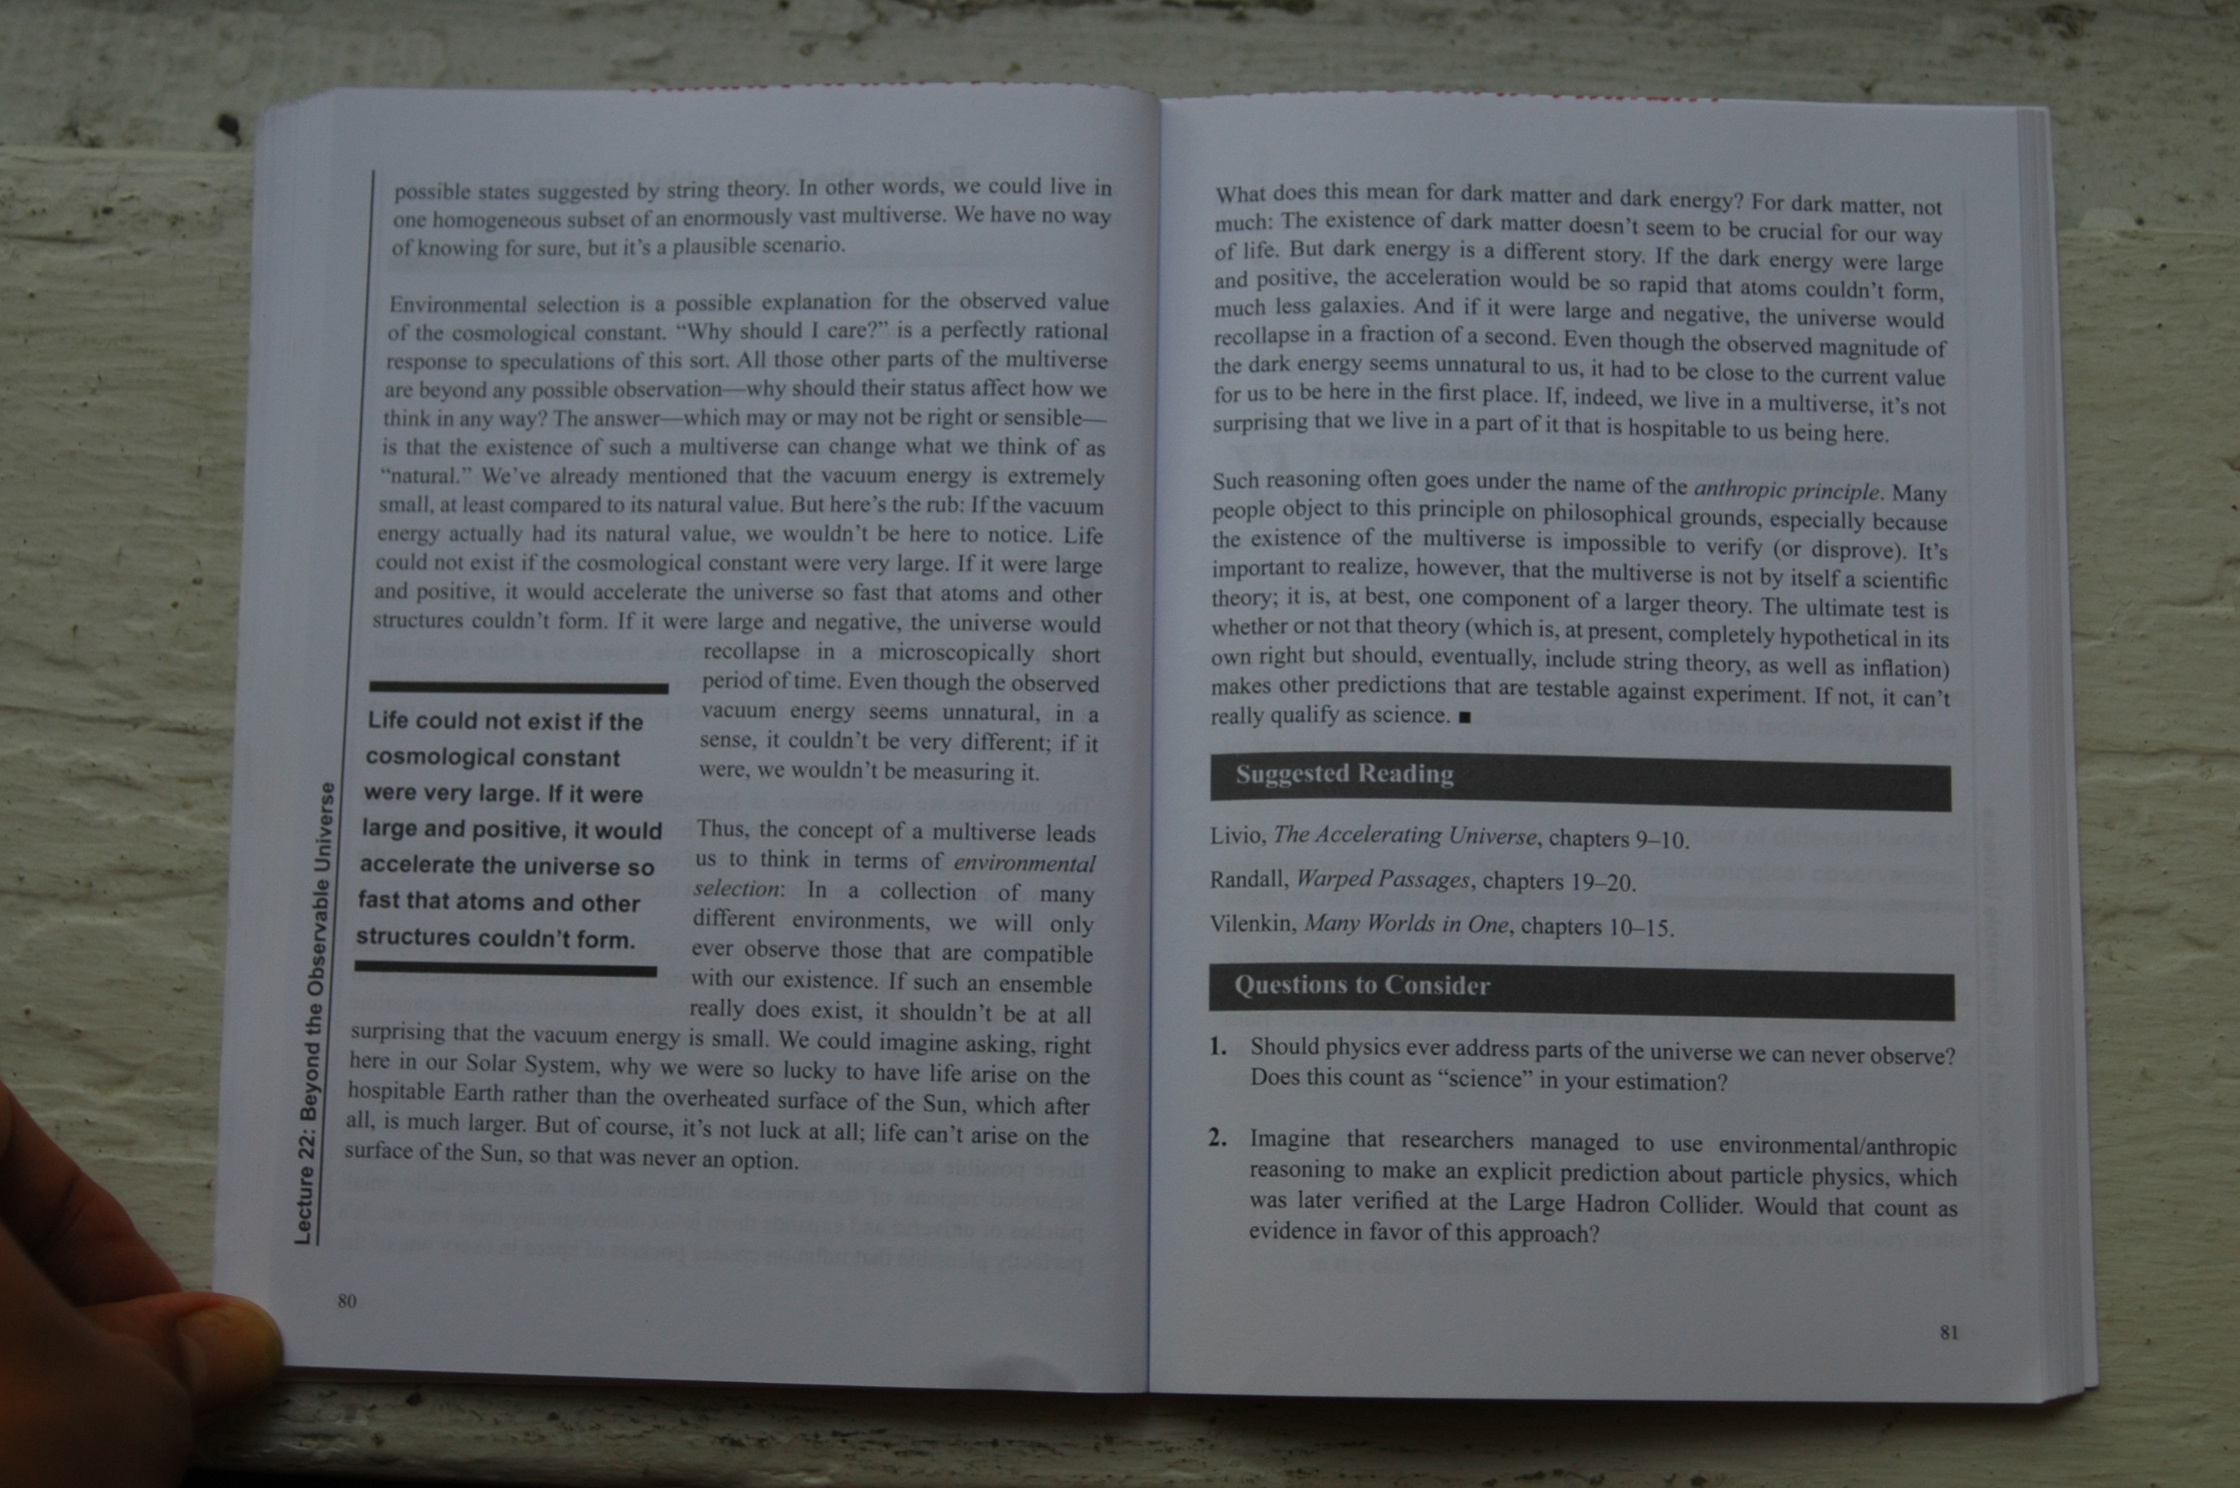 possible states suggested by string theory. In other words, we could live in
one homogeneous subset of an enormously vast multiverse. We have no way
of knowing for sure, but it's a plausible scenario.
Environmental selection is a possible explanation for the observed value
of the cosmological constant. “Why should I care?” is a perfectly rational
response to speculations of this sort. All those other parts of the multiverse
are beyond any possible observation—why should their status affect how we
think in any way? The answer—which may or may not be right or sensible—
is that the existence of such a multiverse can change what we think of as
“natural.” We've already mentioned that the vacuum energy is extremely
small, at least compared to its natural value. But here's the rub: If the vacuum
energy actually had its natural value, we wouldn't be here to notice. Life
could not exist if the cosmological constant were very large. If it were large
and positive, it would accelerate the universe so fast that atoms and other
structures couldn't form. If it were large and negative, the universe would
recollapse in a microscopically short
period of time. Even though the observed
vacuum energy seems unnatural, in a
sense, it couldn't be very different; if it
were, we wouldn't be measuring it.
Life could not exist if the
cosmological constant
were very large. If it were
large and positive, it would
accelerate the universe so
fast that atoms and other
structures couldn't form.
Thus, the concept of a multiverse leads
us to think in terms of environmental
selection: In a collection of many
different environments, we will only
ever observe those that are compatible
with our existence. If such an ensemble
really does exist, it shouldn't be at all
surprising that the vacuum energy is small. We could imagine asking, right
here in our Solar System, why we were so lucky to have life arise on the
hospitable Earth rather than the overheated surface of the Sun, which after
all, is much larger. But of course, it's not luck at all; life can't arise on the
surface of the Sun, so that was never an option.
Lecture 22: Beyond the Observable Universe
80
What does this mean for dark matter and dark energy? For dark matter, not
much: The existence of dark matter doesn't seem to be crucial for our way
of life. But dark energy is a different story. If the dark energy were large
and positive, the acceleration would be so rapid that atoms couldn't form,
much less galaxies. And if it were large and negative, the universe would
recollapse in a fraction of a second. Even though the observed magnitude of
the dark energy seems unnatural to us, it had to be close to the current value
for us to be here in the first place. If, indeed, we live in a multiverse, it's not
surprising that we live in a part of it that is hospitable to us being here.
Such reasoning often goes under the name of the anthropic principle. Many
people object to this principle on philosophical grounds, especially because
the existence of the multiverse is impossible to verify (or disprove). It's
important to realize, however, that the multiverse is not by itself a scientific
theory; it is, at best, one component of a larger theory. The ultimate test is
whether or not that theory (which is, at present, completely hypothetical in its
own right but should, eventually, include string theory, as well as inflation)
makes other predictions that are testable against experiment. If not, it can't
really qualify as science. ■
Suggested Reading
Livio, The Accelerating Universe, chapters 9–10.
Randall, Warped Passages, chapters 19–20.
Vilenkin, Many Worlds in One, chapters 10–15.
Questions to Consider
1. Should physics ever address parts of the universe we can never observe?
Does this count as “science” in your estimation?
2. Imagine that researchers managed to use environmental/anthropic
reasoning to make an explicit prediction about particle physics, which
was later verified at the Large Hadron Collider. Would that count as
evidence in favor of this approach?
81